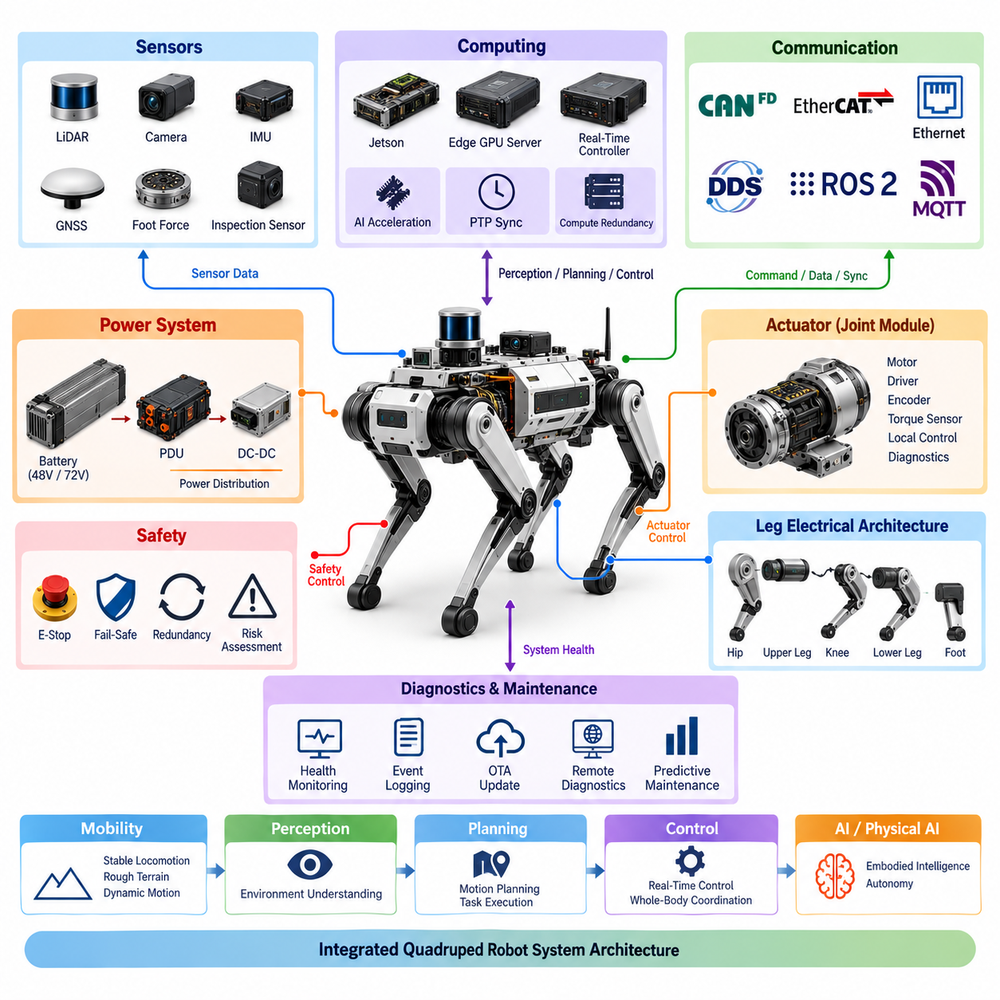 Sensors
LiDAR
Camera
IMU
GNSS
Foot Force
Inspection Sensor
Computing
Jetson
Edge GPU Server
Real-Time
Controller
AI Acceleration
PTP Sync
Compute Redundancy
Communication
CAN FD
EtherCAT
Ethernet
DDS
ROS 2
MQTT
Sensor Data
Perception / Planning / Control
Command / Data / Sync
Power System
Battery
(48V / 72V)
PDU
DC-DC
Power Distribution
Actuator (Joint Module)
Motor
Driver
Encoder
Torque Sensor
Local Control
Diagnostics
Safety
E-Stop
Fail-Safe
Redundancy
Risk
Assessment
Safety
Control
Actuator
Control
Leg Electrical Architecture
Hip
Upper Leg
Knee
Lower Leg
Foot
System Health
Diagnostics & Maintenance
Health
Monitoring
Event
Logging
OTA
Update
Remote
Diagnostics
Predictive
Maintenance
Mobility
Stable Locomotion
Rough Terrain
Dynamic Motion
Perception
Environment Understanding
Planning
Motion Planning
Task Execution
Control
Real-Time Control
Whole-Body Coordination
AI / Physical AI
Embodied Intelligence
Autonomy
Integrated Quadruped Robot System Architecture